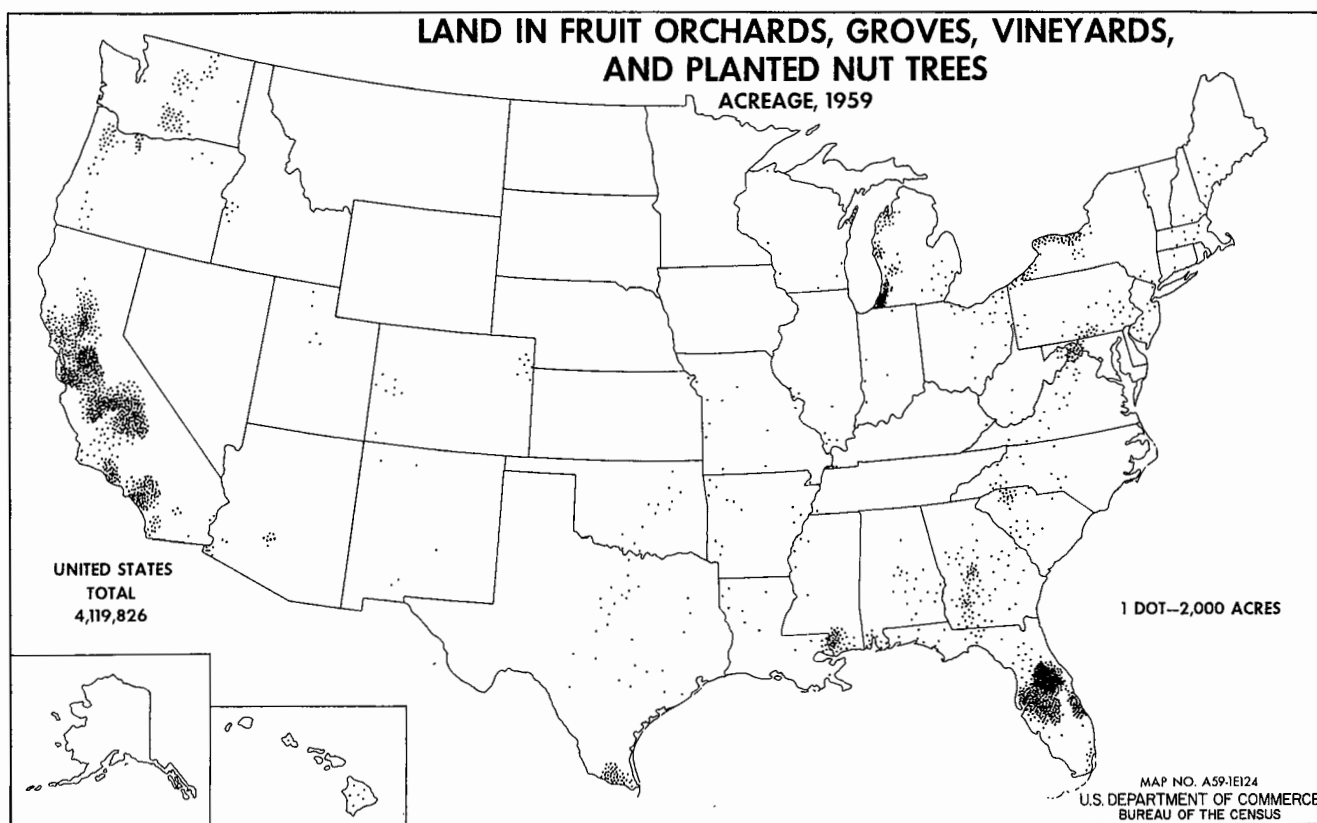 LAND IN FRUIT ORCHARDS, GROVES, VINEYARDS,
AND PLANTED NUT TREES
ACREAGE, 1959
UNITED STATES
TOTAL
4,119,826
1 DOT—2,000 ACRES
MAP NO. A59-1E124
U.S. DEPARTMENT OF COMMERCE
BUREAU OF THE CENSUS